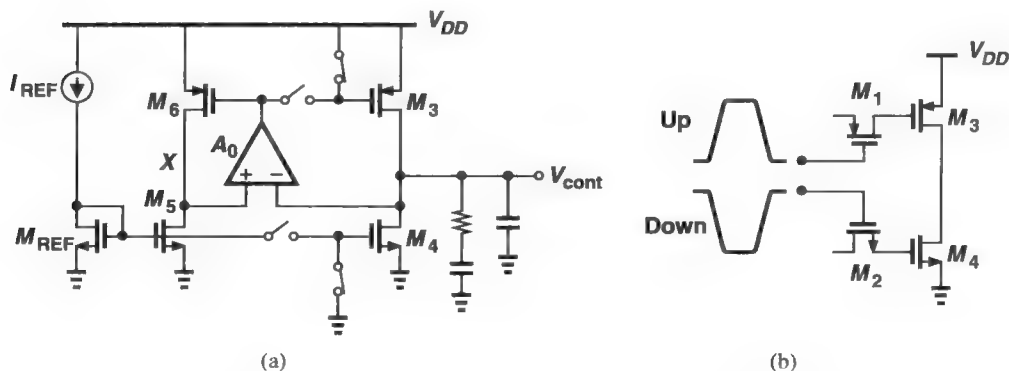 V_DD
I_REF
M_6
M_3
A_0
X
+ −
M_5
V_cont
M_REF
M_4
(a)
V_DD
M_1
Up
M_3
Down
M_4
M_2
(b)